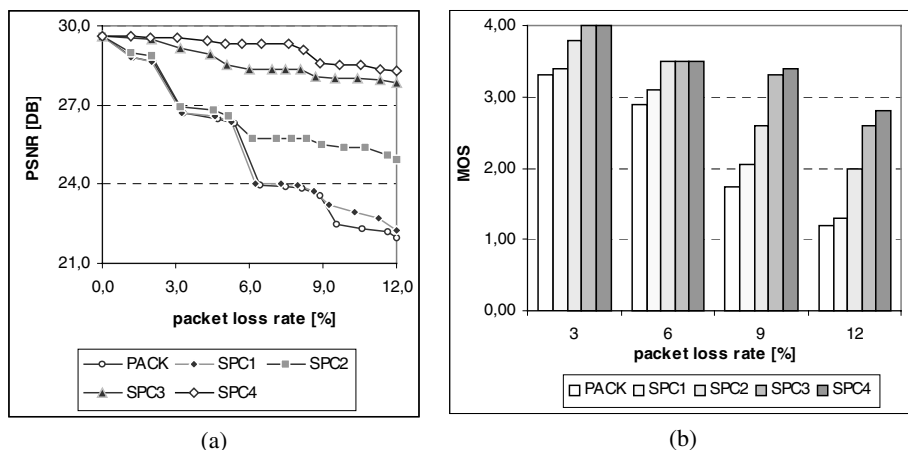 30,0
27,0
24,0
21,0
PSNR [DB]
0,0 3,0 6,0 9,0 12,0
packet loss rate [%]
PACK SPC1 SPC2
SPC3 SPC4
(a)
4,00
3,00
2,00
1,00
0,00
MOS
3 6 9 12
packet loss rate [%]
PACK SPC1 SPC2 SPC3 SPC4
(b)